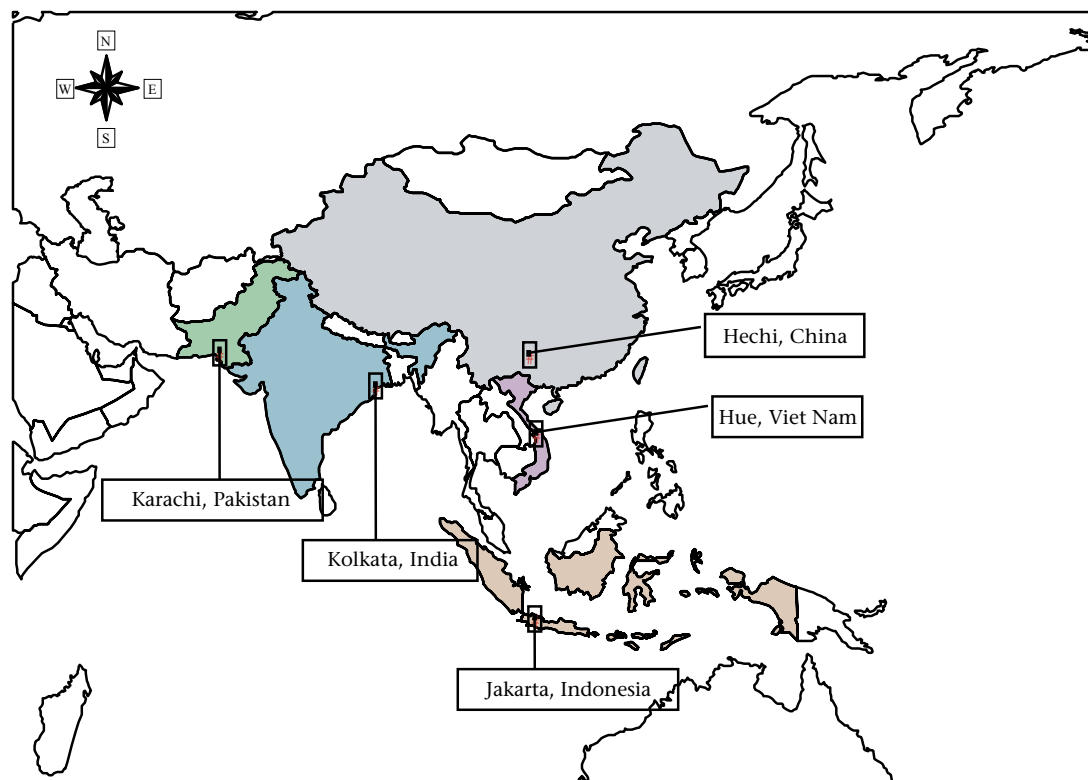 N
W
E
S
Hechi, China
Hue, Viet Nam
Karachi, Pakistan
Kolkata, India
Jakarta, Indonesia